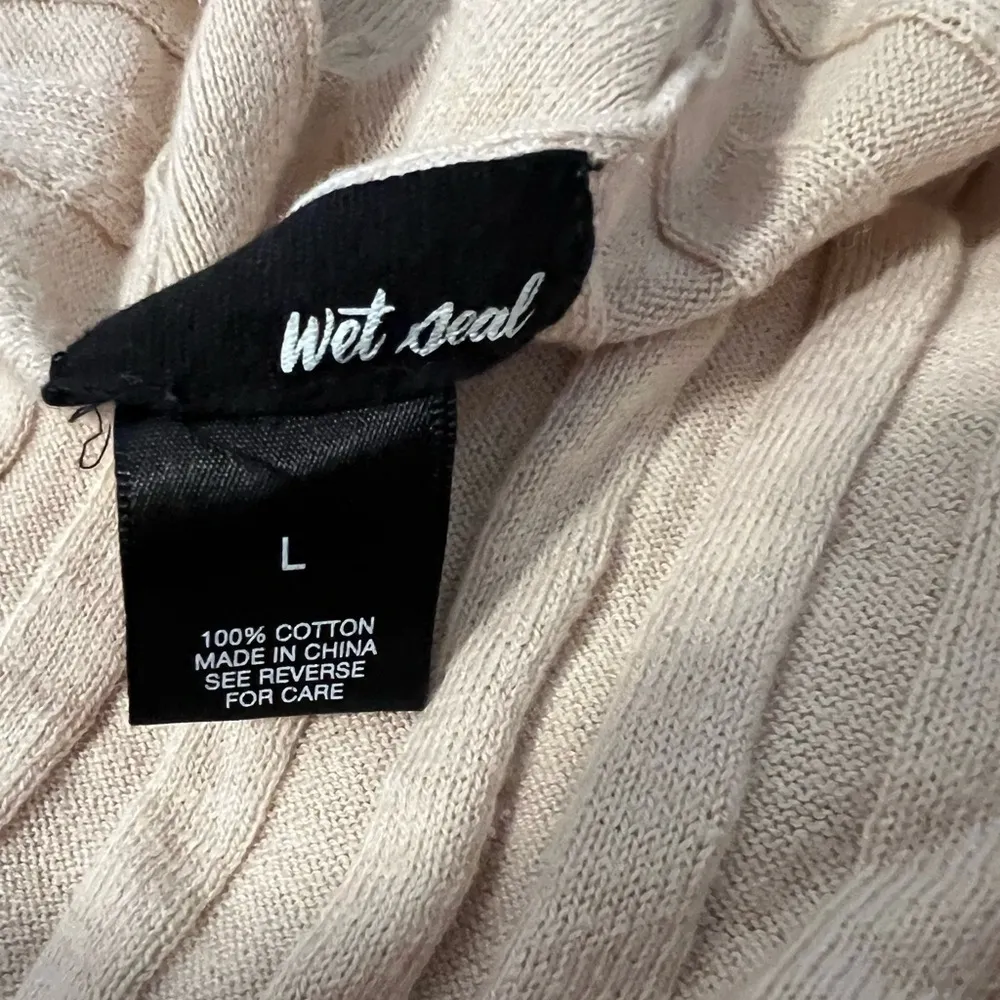 Wet Seal
L
100% COTTON
MADE IN CHINA
SEE REVERSE
FOR CARE